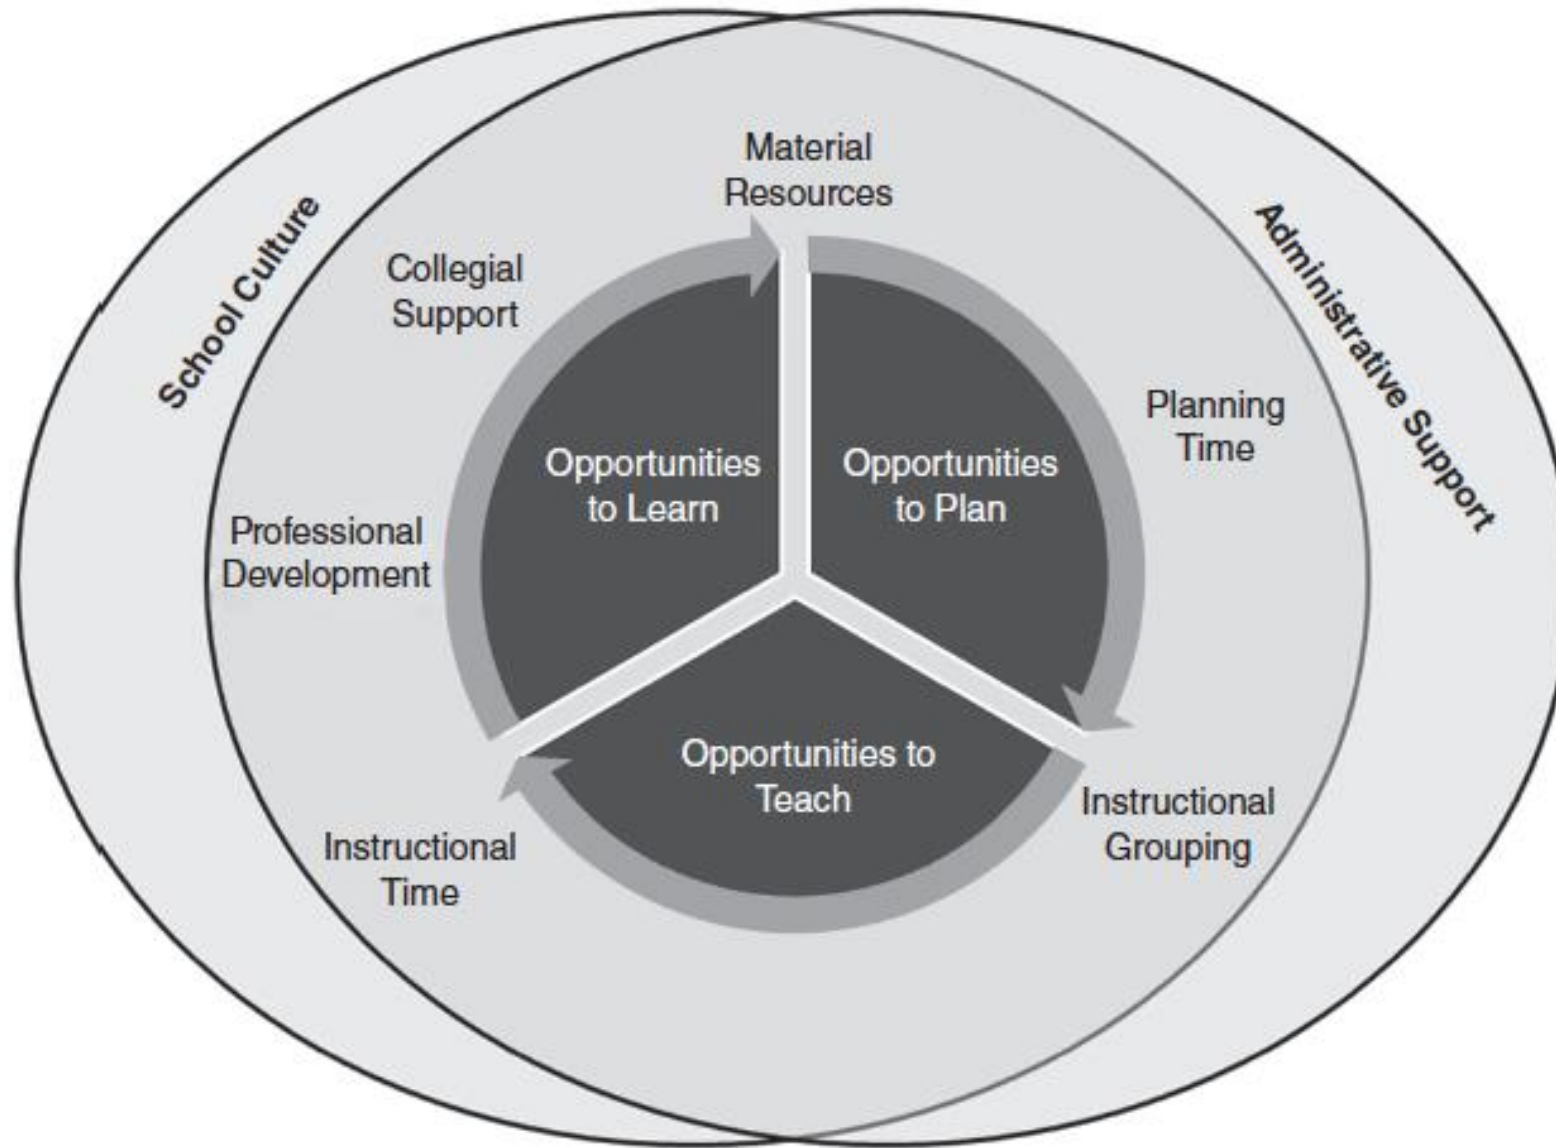 Material
Resources
School Culture
Administrative Support
Collegial
Support
Planning
Time
Opportunities
to Learn
Opportunities
to Plan
Professional
Development
Opportunities to
Teach
Instructional
Grouping
Instructional
Time